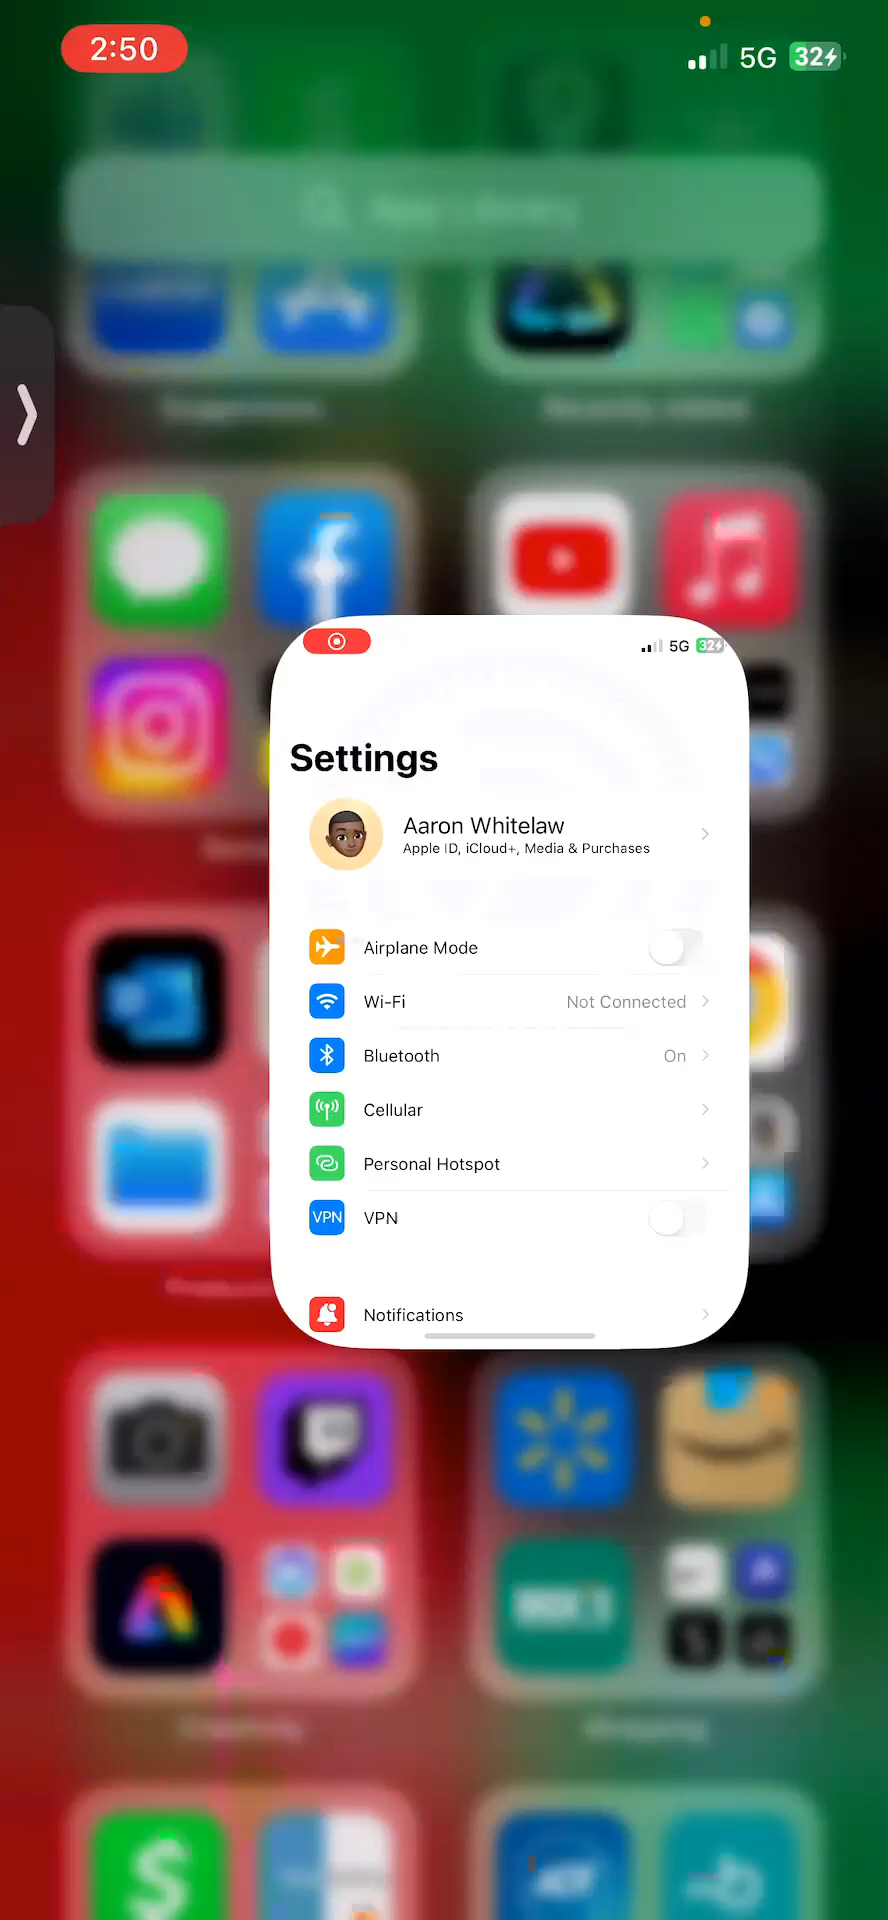 2:50
5G 32
5G 32
Settings
Aaron Whitelaw
Apple ID, iCloud+, Media & Purchases
Airplane Mode
Wi-Fi Not Connected
Bluetooth On
Cellular
Personal Hotspot
VPN VPN
Notifications